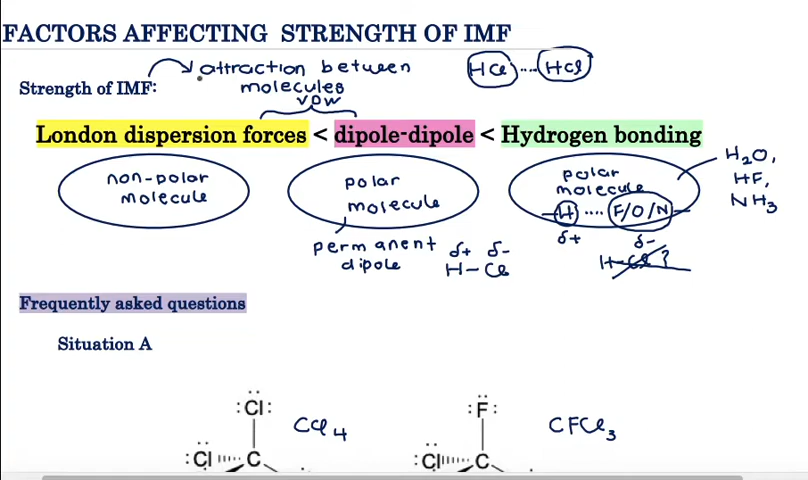 FACTORS AFFECTING STRENGTH OF IMF
Strength of IMF:
attraction between
molecules
HCl....HCl
VDW
London dispersion forces < dipole-dipole < Hydrogen bonding
non-polar
molecule
polar
molecule
polar
molecule
–H .... F/O/N–
δ+ δ-
H2O,
HF,
NH3
permanent
dipole
δ+ δ-
H–Cl
H–Cl ?
Frequently asked questions
Situation A
:Cl:
CCl4
:F:
CFCl3
:Cl C
:Cl C